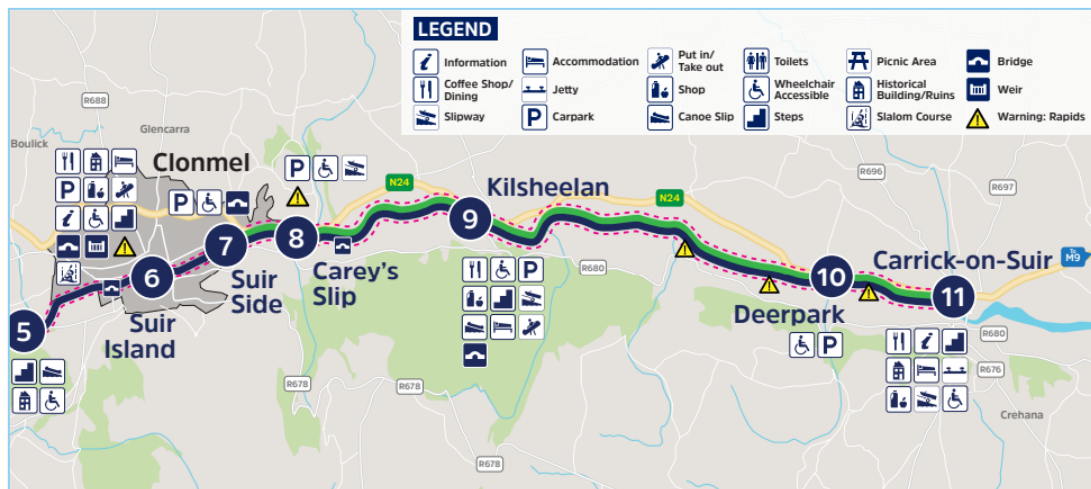 LEGEND
Information
Accommodation
Put in/
Take out
Toilets
Picnic Area
Bridge
Coffee Shop/
Dining
Jetty
Shop
Wheelchair
Accessible
Historical
Building/Ruins
Weir
Slipway
P
Carpark
Canoe Slip
Steps
Slalom Course
Warning: Rapids
R688
Glencarra
Boulick
Clonmel
P
P
P
N24
Kilsheelan
N24
R696
R697
5
6
7
8
9
10
11
Suir
Island
Suir
Side
Carey's
Slip
R680
P
Deerpark
P
Carrick-on-Suir
To
M9
R680
R676
Crehana
R678
R678
R678